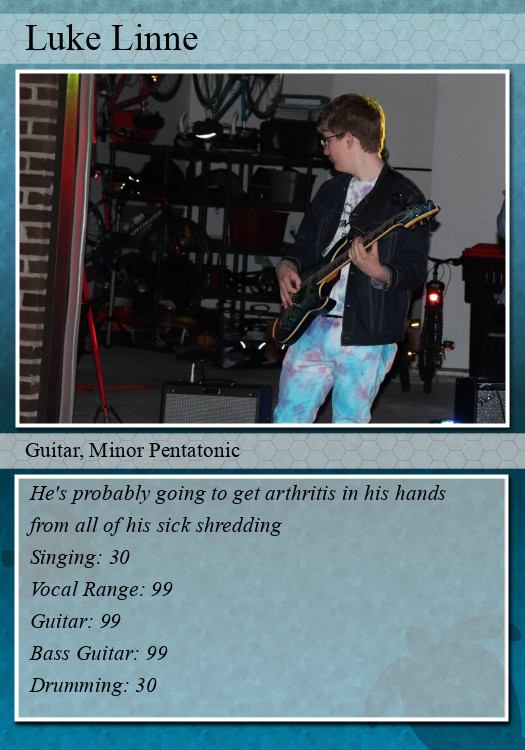 Luke Linne
Guitar, Minor Pentatonic
He's probably going to get arthritis in his hands
from all of his sick shredding
Singing: 30
Vocal Range: 99
Guitar: 99
Bass Guitar: 99
Drumming: 30